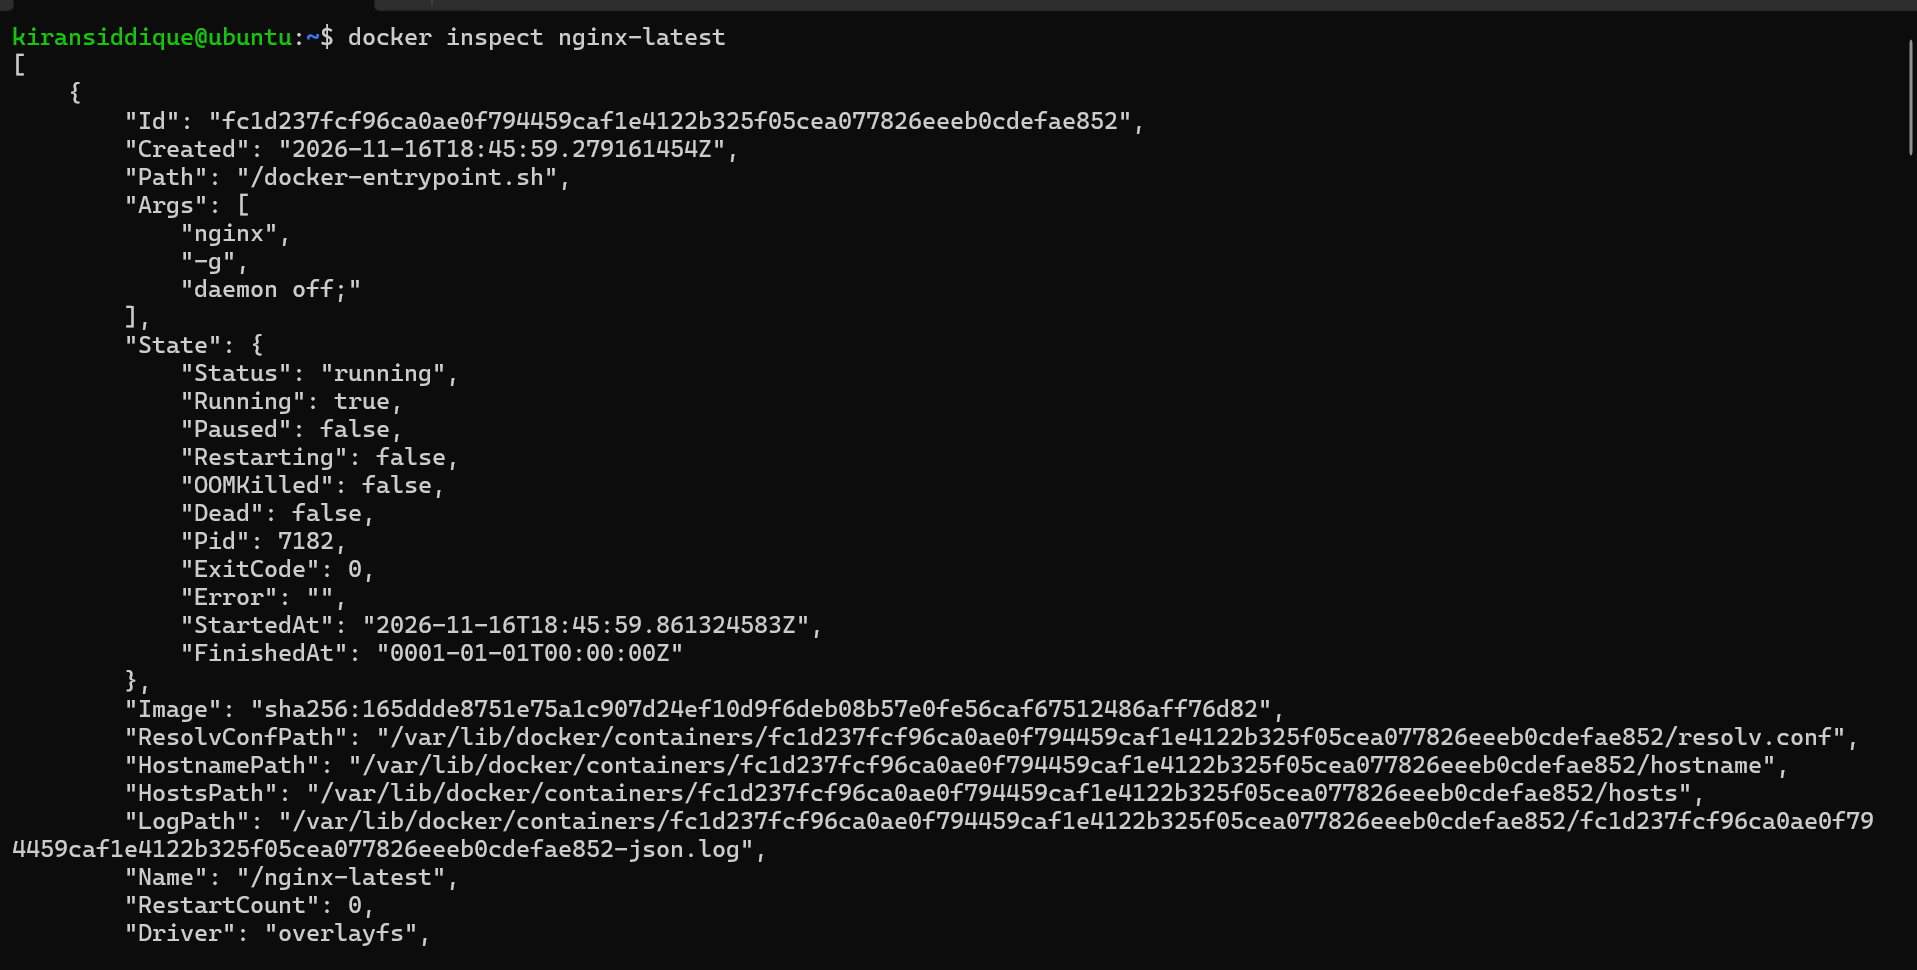 kiransiddique@ubuntu:~$ docker inspect nginx-latest
[
    {
        "Id": "fc1d237fcf96ca0ae0f794459caf1e4122b325f05cea077826eeeb0cdefae852",
        "Created": "2026-11-16T18:45:59.279161454Z",
        "Path": "/docker-entrypoint.sh",
        "Args": [
            "nginx",
            "-g",
            "daemon off;"
        ],
        "State": {
            "Status": "running",
            "Running": true,
            "Paused": false,
            "Restarting": false,
            "OOMKilled": false,
            "Dead": false,
            "Pid": 7182,
            "ExitCode": 0,
            "Error": "",
            "StartedAt": "2026-11-16T18:45:59.861324583Z",
            "FinishedAt": "0001-01-01T00:00:00Z"
        },
        "Image": "sha256:165ddde8751e75a1c907d24ef10d9f6deb08b57e0fe56caf67512486aff76d82",
        "ResolvConfPath": "/var/lib/docker/containers/fc1d237fcf96ca0ae0f794459caf1e4122b325f05cea077826eeeb0cdefae852/resolv.conf",
        "HostnamePath": "/var/lib/docker/containers/fc1d237fcf96ca0ae0f794459caf1e4122b325f05cea077826eeeb0cdefae852/hostname",
        "HostsPath": "/var/lib/docker/containers/fc1d237fcf96ca0ae0f794459caf1e4122b325f05cea077826eeeb0cdefae852/hosts",
        "LogPath": "/var/lib/docker/containers/fc1d237fcf96ca0ae0f794459caf1e4122b325f05cea077826eeeb0cdefae852/fc1d237fcf96ca0ae0f79
4459caf1e4122b325f05cea077826eeeb0cdefae852-json.log",
        "Name": "/nginx-latest",
        "RestartCount": 0,
        "Driver": "overlayfs",